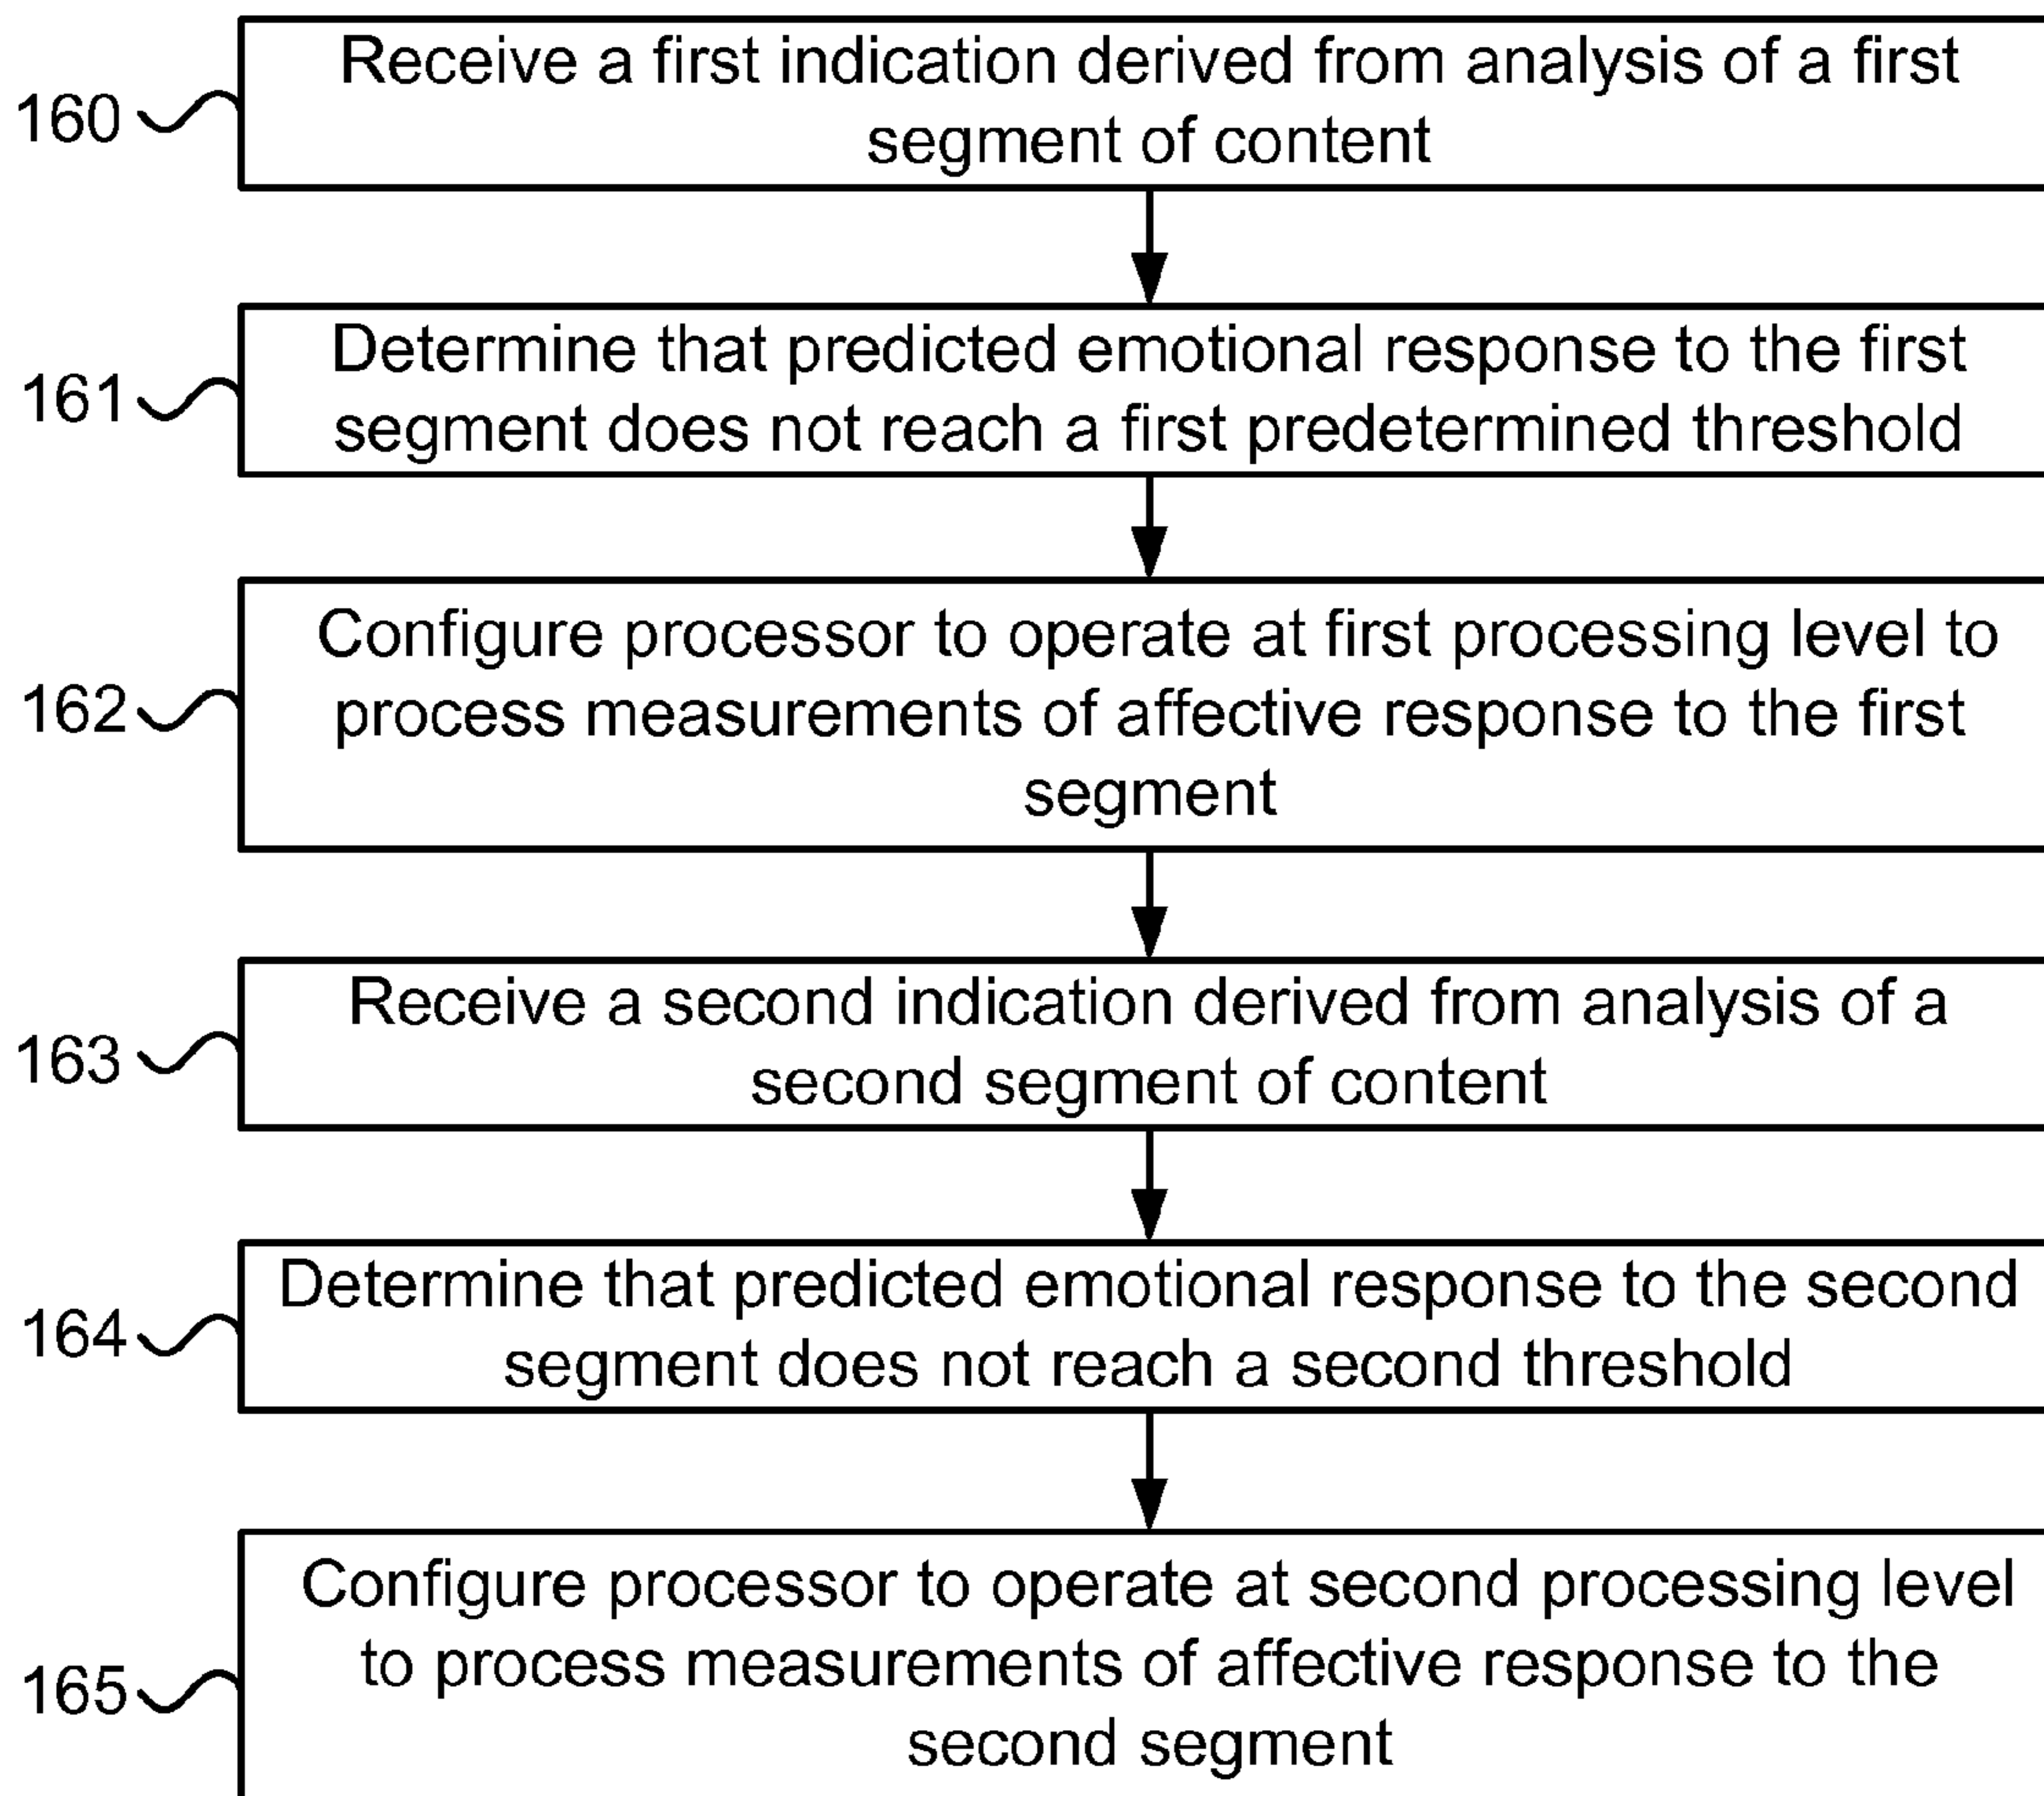 Receive a first indication derived from analysis of a first
segment of content
160
Determine that predicted emotional response to the first
segment does not reach a first predetermined threshold
161
Configure processor to operate at first processing level to
process measurements of affective response to the first
segment
162
Receive a second indication derived from analysis of a
second segment of content
163
Determine that predicted emotional response to the second
segment does not reach a second threshold
164
Configure processor to operate at second processing level
to process measurements of affective response to the
second segment
165